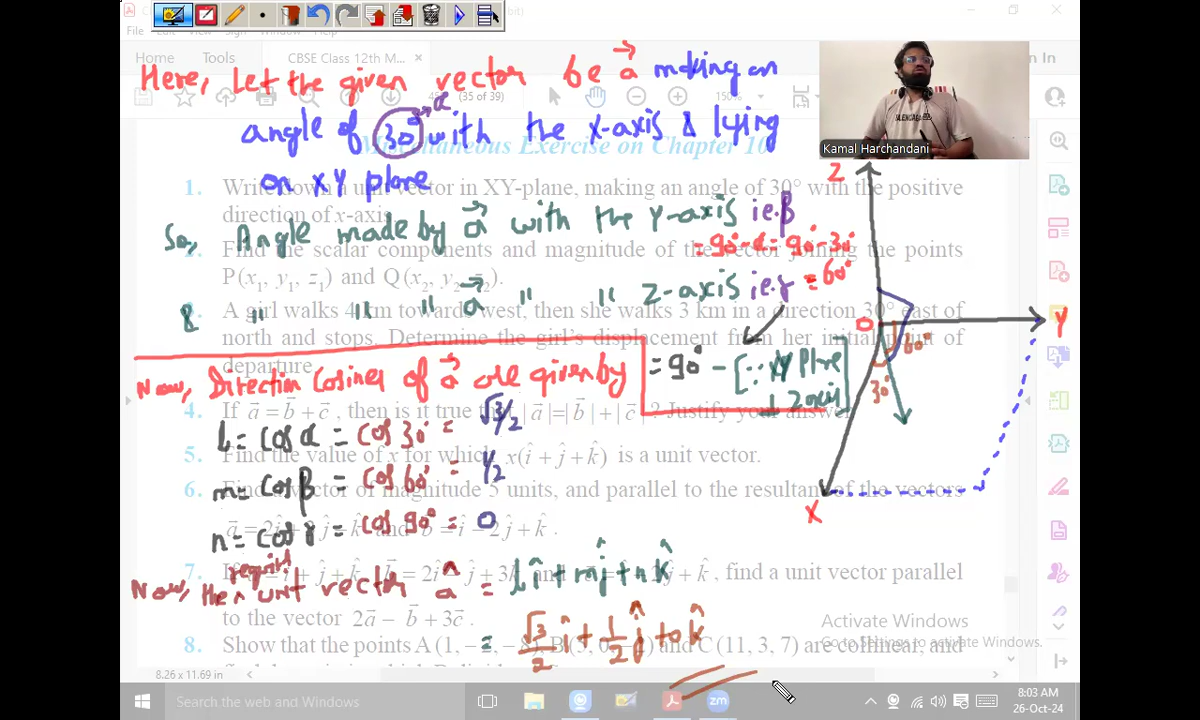 File
Home Tools CBSE Class 12th M... ×
(35 of 39) 150%
Here, Let the given vector be a making an
angle of 30° with the x-axis & lying
on XY plane
Kamal Harchandani
Miscellaneous Exercise on Chapter 10
1. Write down a unit vector in XY-plane, making an angle of 30° with the positive
direction of x-axis.
So, Angle made by a with the Y-axis i.e. β
= 90° - α = 90° - 30°
= 60°
2. Find the scalar components and magnitude of the vector joining the points
P(x₁, y₁, z₁) and Q(x₂, y₂, z₂).
& " " " a " " Z-axis i.e. γ
= 90° - [∵ XY plane
⊥ Z axis]
3. A girl walks 4 km towards west, then she walks 3 km in a direction 30° east of
north and stops. Determine the girl's displacement from her initial point of
departure.
Now, Direction Cosines of a are given by
4. If a = b + c, then is it true that |a| = |b| + |c| ? Justify your answer.
l = cos α = cos 30° = √3/2
5. Find the value of x for which x(î + ĵ + k̂) is a unit vector.
m = cos β = cos 60° = 1/2
6. Find a vector of magnitude 5 units, and parallel to the resultant of the vectors
a = 2î + 3ĵ − k̂ and b = î − 2ĵ + k̂.
n = cos γ = cos 90° = 0
7. If a = î + ĵ + k̂, b = 2î − ĵ + 3k̂ and find a unit vector parallel
to the vector 2a − b + 3c.
Now, the required unit vector â = lî + mĵ + nk̂
= √3/2 î + 1/2 ĵ + 0k̂
8. Show that the points A (1, −2, −8), B (5, 0, −2) and C (11, 3, 7) are collinear, and
Z
O
Y
60°
30°
X
Activate Windows
Go to Settings to activate Windows.
8.26 x 11.69 in
Search the web and Windows
zm
8:03 AM
26-Oct-24